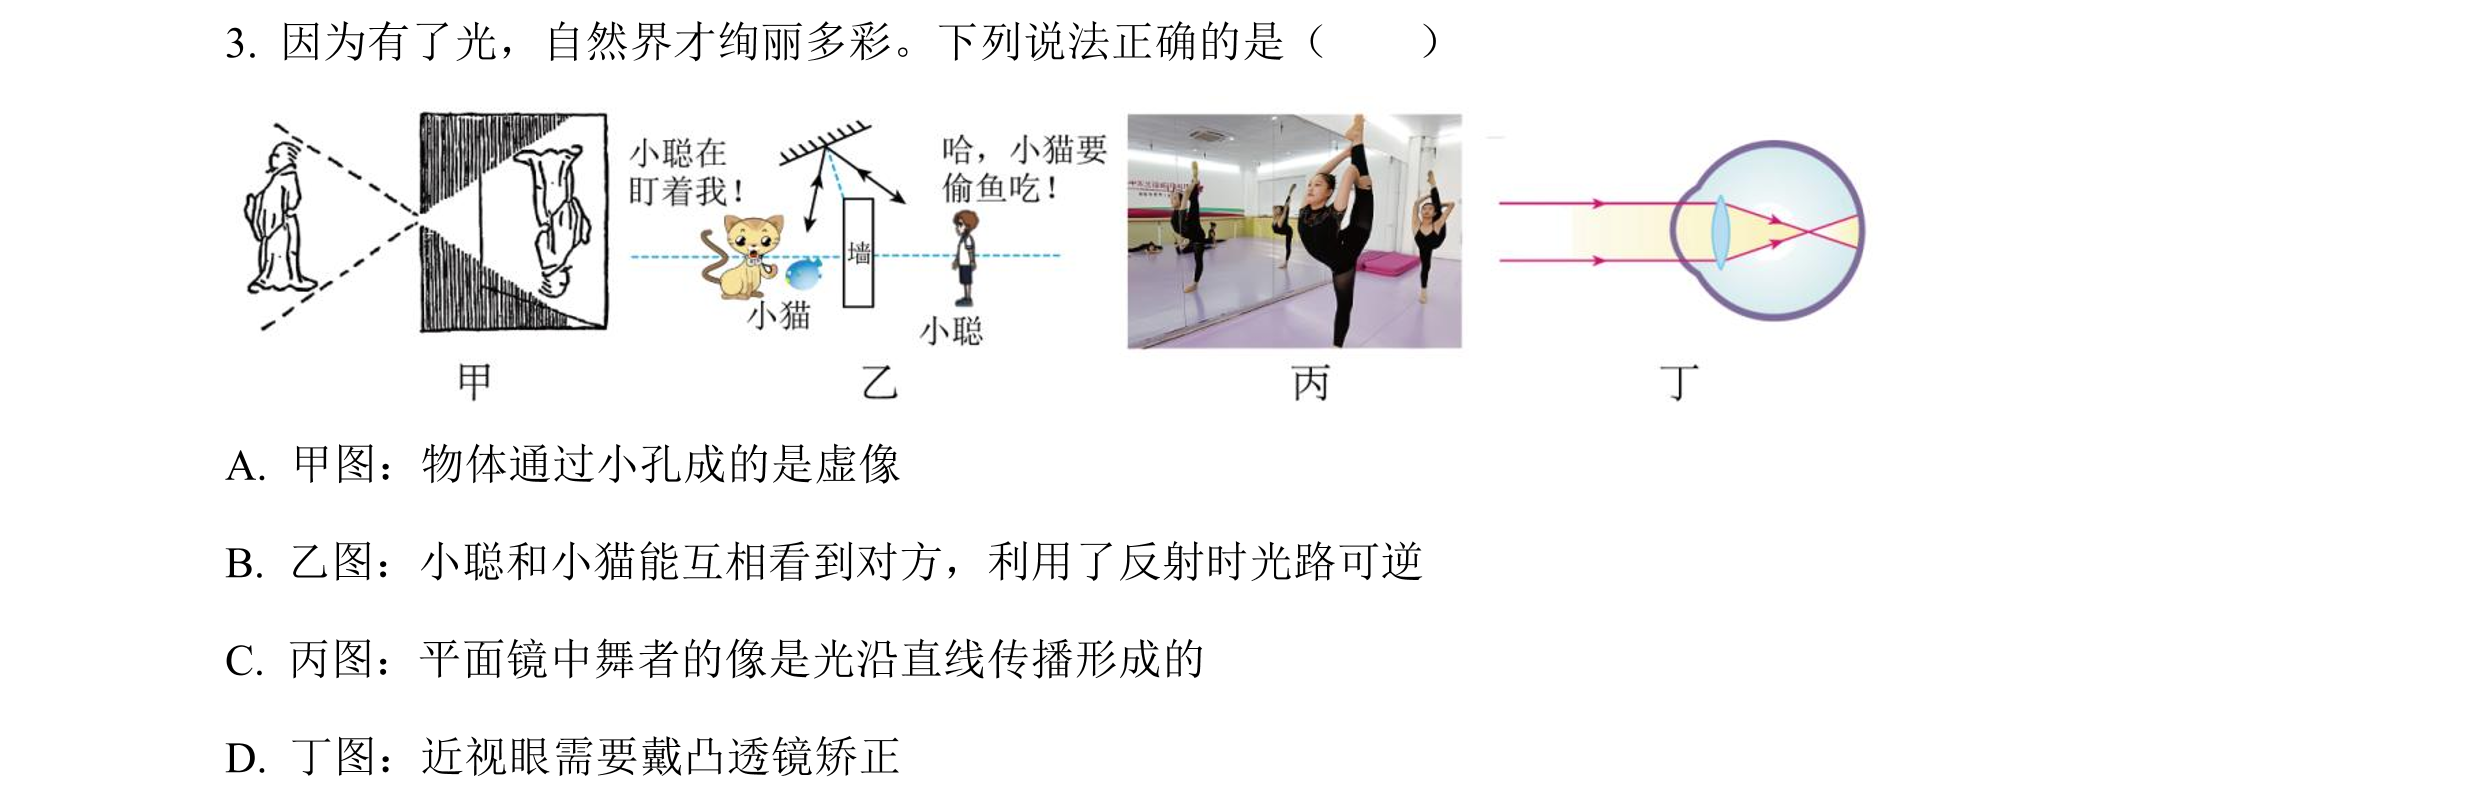 3. 因为有了光，自然界才绚丽多彩。下列说法正确的是（　　）
小聪在
盯着我！
哈，小猫要
偷鱼吃！
墙
小猫
小聪
甲
乙
丙
丁
A. 甲图：物体通过小孔成的是虚像
B. 乙图：小聪和小猫能互相看到对方，利用了反射时光路可逆
C. 丙图：平面镜中舞者的像是光沿直线传播形成的
D. 丁图：近视眼需要戴凸透镜矫正